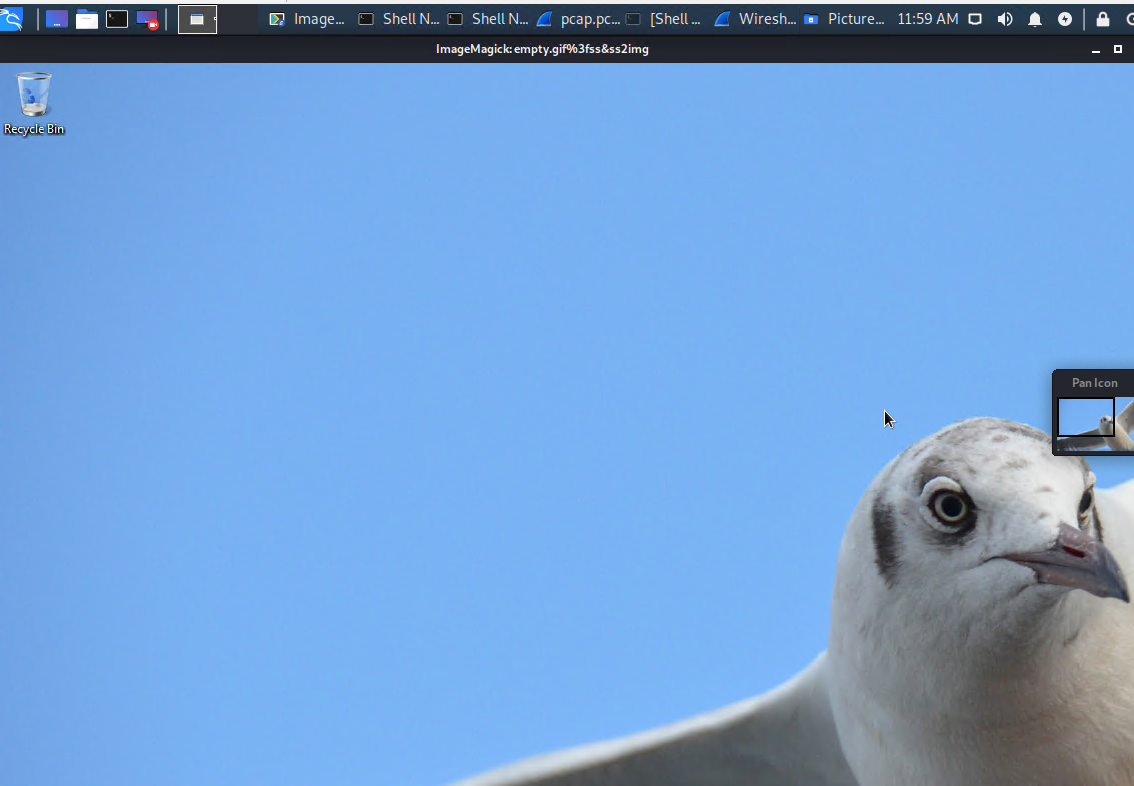 Image... Shell N... Shell N... pcap.pc... [Shell ... Wiresh... Picture... 11:59 AM
ImageMagick: empty.gif%3fss&ss2img
Recycle Bin
Pan Icon